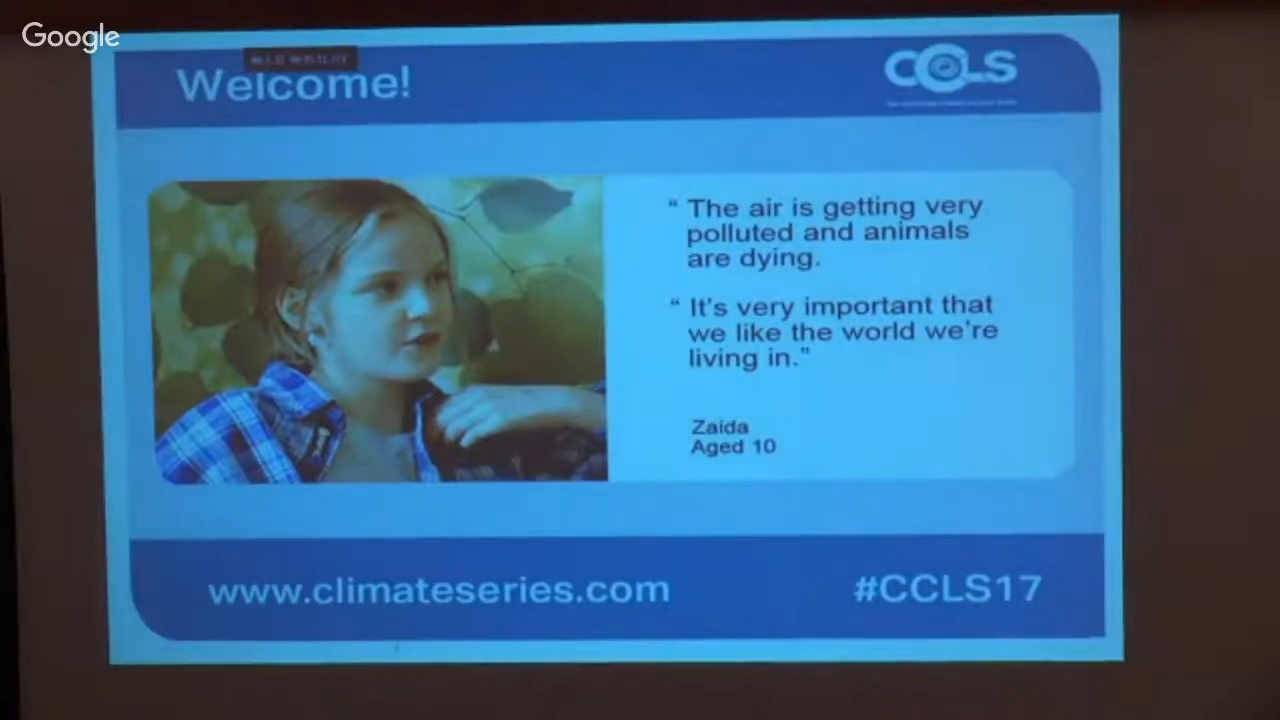 Google
Welcome!
CCLS
“ The air is getting very
polluted and animals
are dying.
“ It's very important that
we like the world we're
living in.”
Zaida
Aged 10
www.climateseries.com
#CCLS17